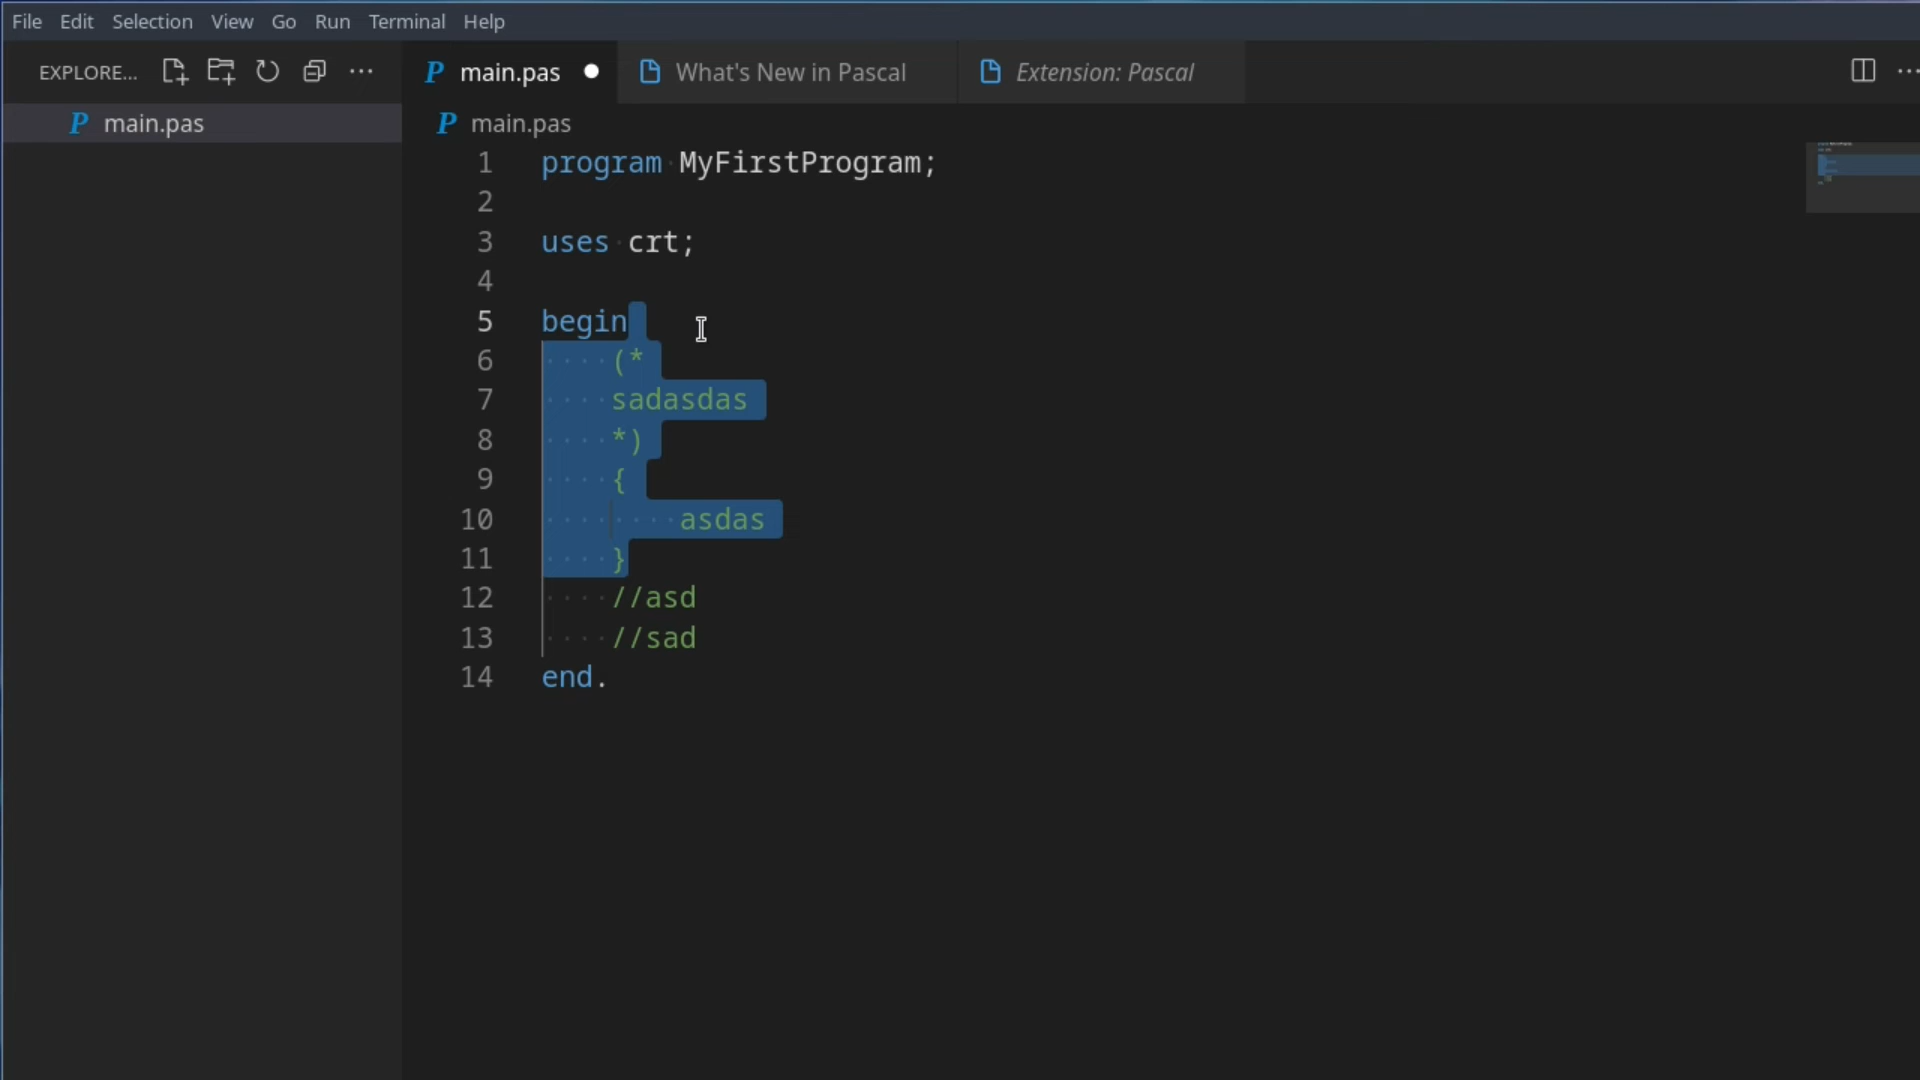 File Edit Selection View Go Run Terminal Help
EXPLORE... main.pas What's New in Pascal Extension: Pascal
main.pas
main.pas
1 program MyFirstProgram;
2
3 uses crt;
4
5 begin
6 (*
7 sadasdas
8 *)
9 {
10 asdas
11 }
12 //asd
13 //sad
14 end.